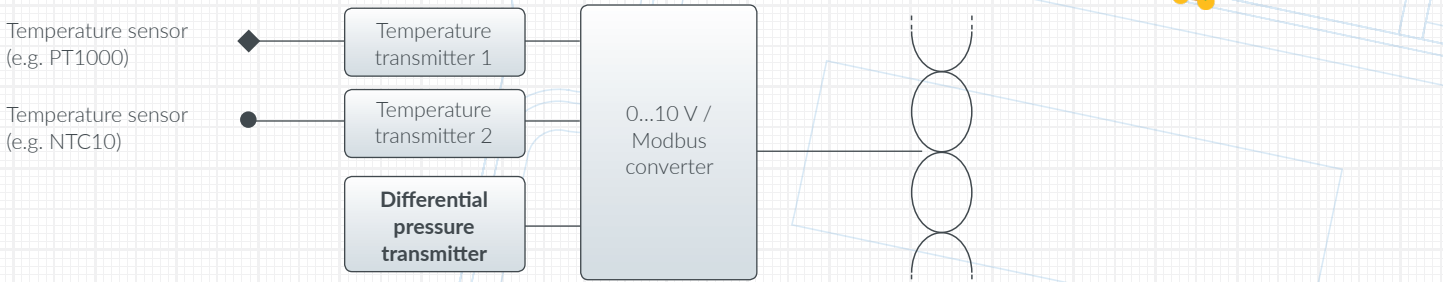 Temperature sensor
(e.g. PT1000)
Temperature
transmitter 1
Temperature sensor
(e.g. NTC10)
Temperature
transmitter 2
Differential
pressure
transmitter
0...10 V /
Modbus
converter